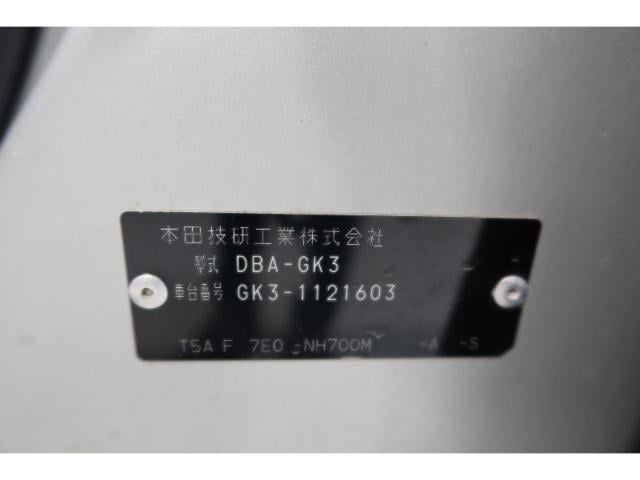 本田技研工業株式会社
型式 DBA-GK3
車台番号 GK3-1121603
T5A F 7E0 -NH700M -A -S